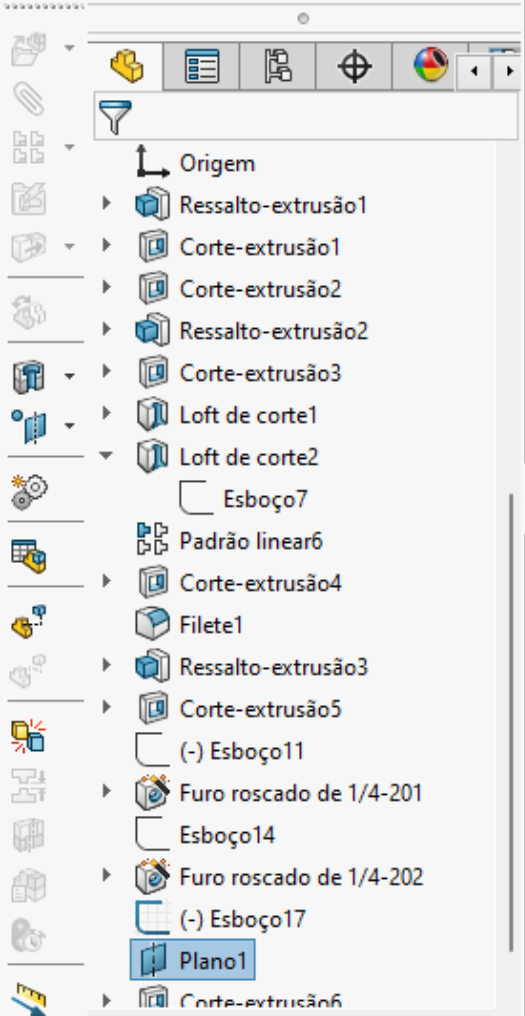 Origem
Ressalto-extrusão1
Corte-extrusão1
Corte-extrusão2
Ressalto-extrusão2
Corte-extrusão3
Loft de corte1
Loft de corte2
Esboço7
Padrão linear6
Corte-extrusão4
Filete1
Ressalto-extrusão3
Corte-extrusão5
(-) Esboço11
Furo roscado de 1/4-201
Esboço14
Furo roscado de 1/4-202
(-) Esboço17
Plano1
Corte-extrusão6